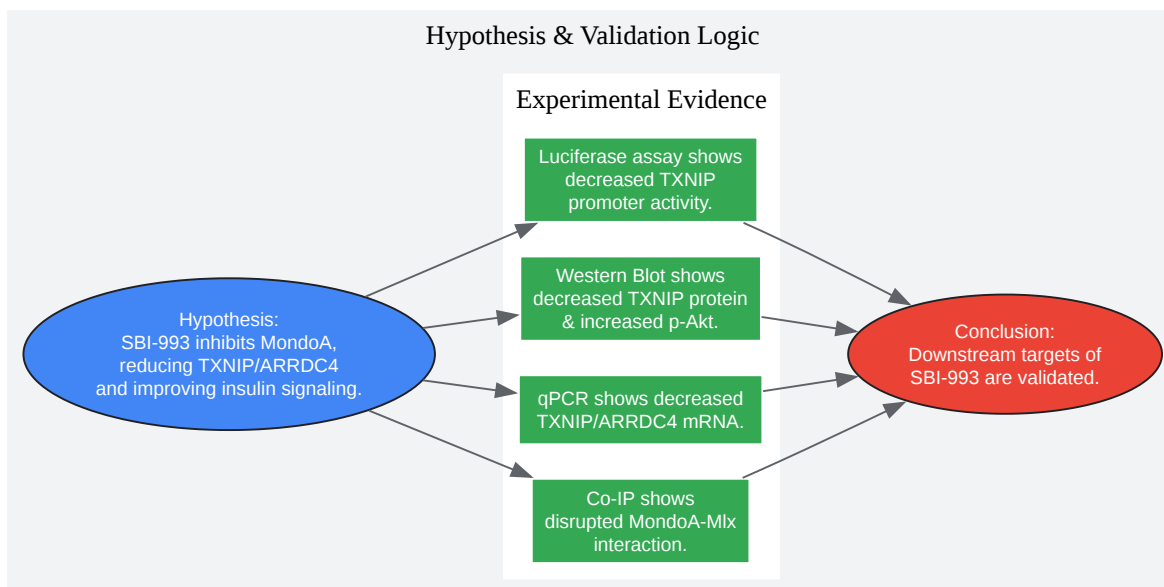 Hypothesis & Validation Logic
Experimental Evidence
Luciferase assay shows
decreased TXNIP
promoter activity.
Western Blot shows
decreased TXNIP protein
& increased p-Akt.
Hypothesis:
SBI-993 inhibits MondoA,
reducing TXNIP/ARRDC4
and improving insulin signaling.
Conclusion:
Downstream targets of
SBI-993 are validated.
qPCR shows decreased
TXNIP/ARRDC4 mRNA.
Co-IP shows
disrupted MondoA-Mlx
interaction.